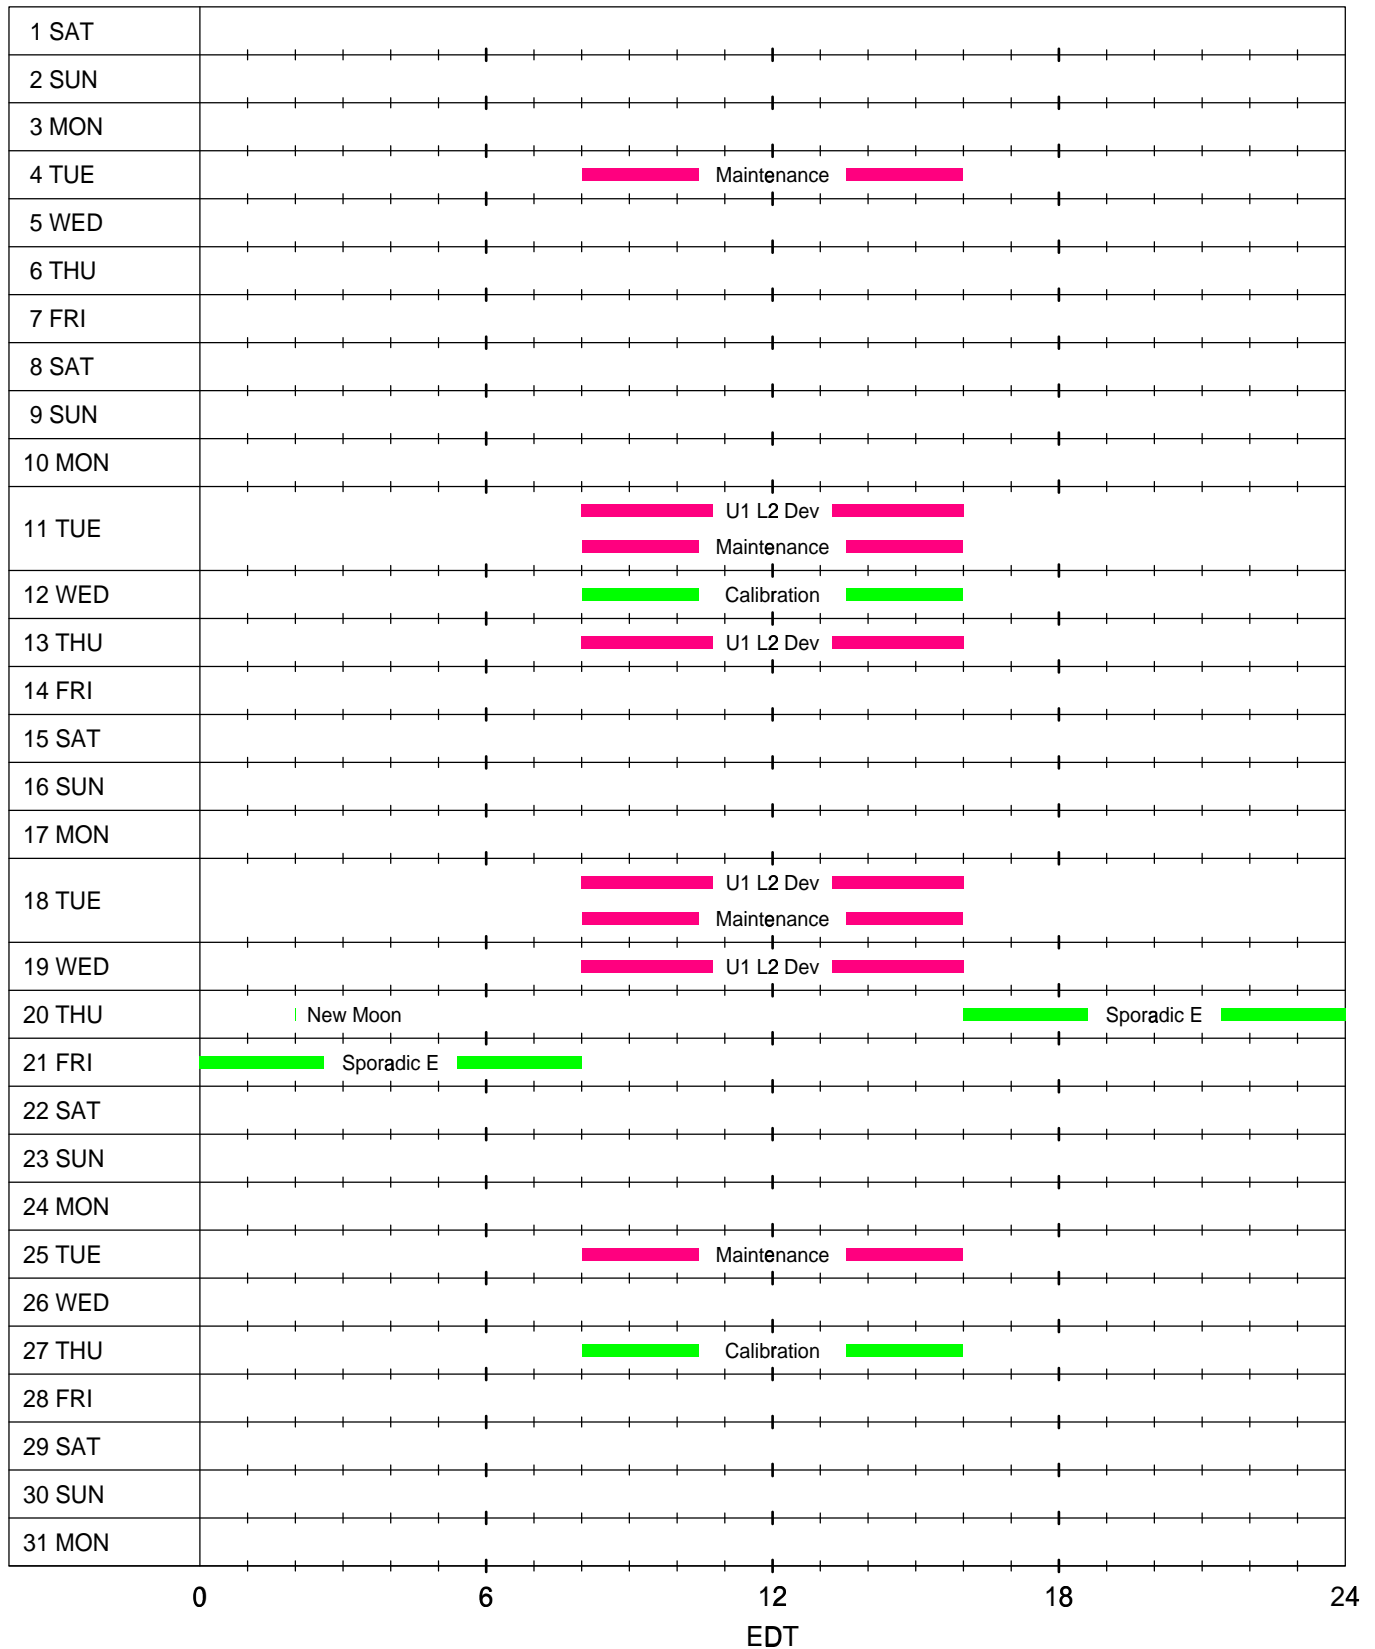 1 SAT
2 SUN
3 MON
4 TUE Maintenance
5 WED
6 THU
7 FRI
8 SAT
9 SUN
10 MON
U1 L2 Dev
11 TUE
Maintenance
12 WED Calibration
13 THU U1 L2 Dev
14 FRI
15 SAT
16 SUN
17 MON
U1 L2 Dev
18 TUE
Maintenance
19 WED U1 L2 Dev
20 THU New Moon Sporadic E
21 FRI Sporadic E
22 SAT
23 SUN
24 MON
25 TUE Maintenance
26 WED
27 THU Calibration
28 FRI
29 SAT
30 SUN
31 MON
0 6 12 18 24
EDT